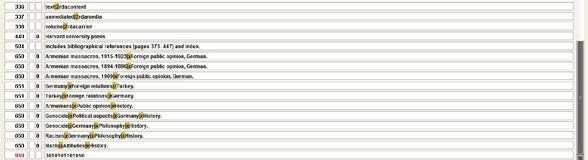 336 text‡2rdacontent
337 unmediated‡2rdamedia
338 volume‡2rdacarrier
440 0 Harvard university press
504 Includes bibliographical references (pages 373- 447) and index.
650 0 Armenian massacres, 1915-1923‡xForeign public opinion, German.
650 0 Armenian massacres, 1894-1896‡xForeign public opinion, German.
650 0 Armenian massacres, 1909‡xForeign public opinion, German.
651 0 Germany‡xForeign relations‡zTurkey.
651 0 Turkey‡xForeign relations‡zGermany.
650 0 Armenians‡xPublic opinion‡xHistory.
650 0 Genocide‡xPolitical aspects‡zGermany‡xHistory.
650 0 Genocide‡zGermany‡xPhilosophy‡xHistory.
650 0 Racism‡zGermany‡xPhilosophy‡xHistory.
650 0 Nazis‡xAttitudes‡xHistory.